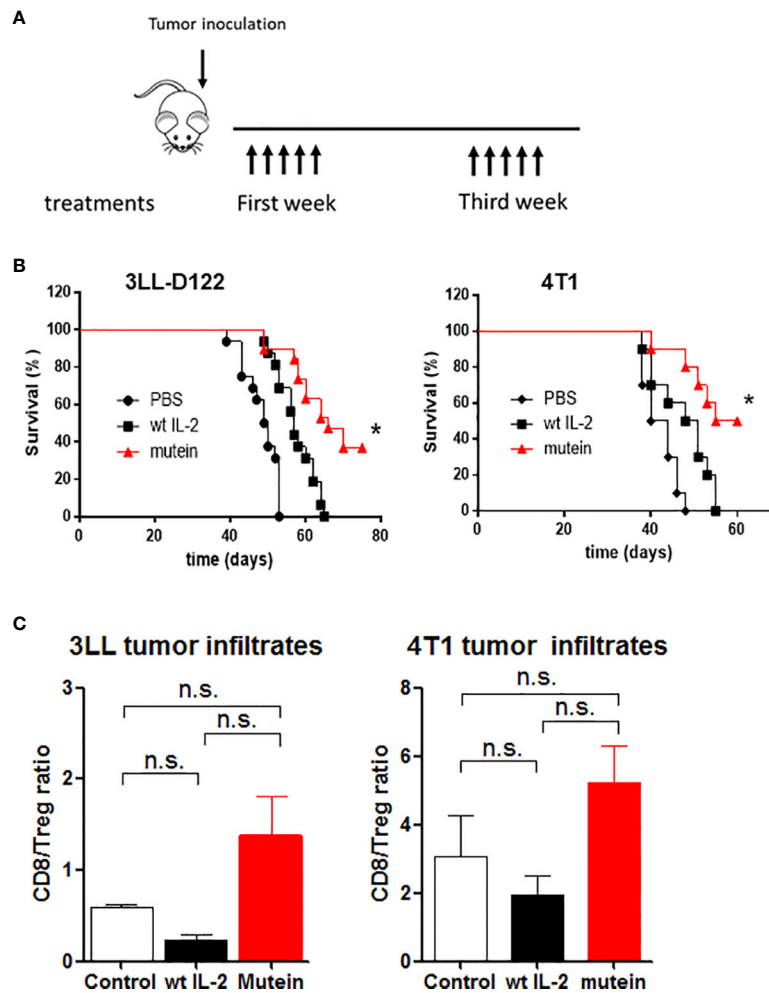 A
Tumor inoculation
treatments First week Third week
B
3LL-D122
120
100
80
60
40
20
0
Survival (%)
PBS
wt IL-2
mutein
*
0 20 40 60 80
time (days)
4T1
120
100
80
60
40
20
0
Survival (%)
PBS
wt IL-2
mutein
*
0 20 40 60
time (days)
C
3LL tumor infiltrates
3
2
1
0
CD8/Treg ratio
n.s.
n.s.
n.s.
Control wt IL-2 Mutein
4T1 tumor infiltrates
8
6
4
2
0
CD8/Treg ratio
n.s.
n.s.
n.s.
Control wt IL-2 mutein